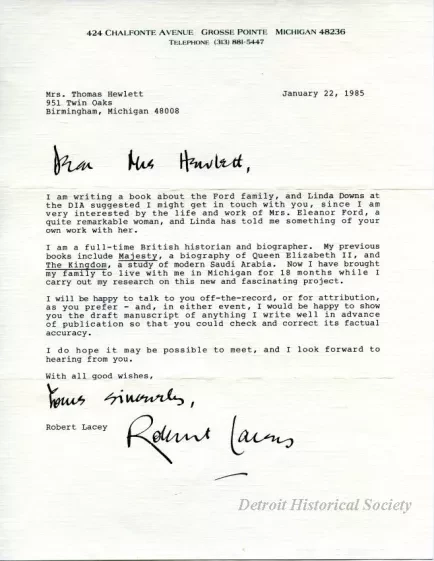 424 Chalfonte Avenue Grosse Pointe Michigan 48236
Telephone (313) 881-5447
Mrs. Thomas Hewlett January 22, 1985
951 Twin Oaks
Birmingham, Michigan 48008
Dear Mrs Hewlett,
I am writing a book about the Ford family, and Linda Downs at
the DIA suggested I might get in touch with you, since I am
very interested by the life and work of Mrs. Eleanor Ford, a
quite remarkable woman, and Linda has told me something of your
own work with her.
I am a full-time British historian and biographer. My previous
books include Majesty, a biography of Queen Elizabeth II, and
The Kingdom, a study of modern Saudi Arabia. Now I have brought
my family to live with me in Michigan for 18 months while I
carry out my research on this new and fascinating project.
I will be happy to talk to you off-the-record, or for attribution,
as you prefer - and, in either event, I would be happy to show
you the draft manuscript of anything I write well in advance
of publication so that you could check and correct its factual
accuracy.
I do hope it may be possible to meet, and I look forward to
hearing from you.
With all good wishes,
Yours sincerely,
Robert Lacey
Robert Lacey
Detroit Historical Society